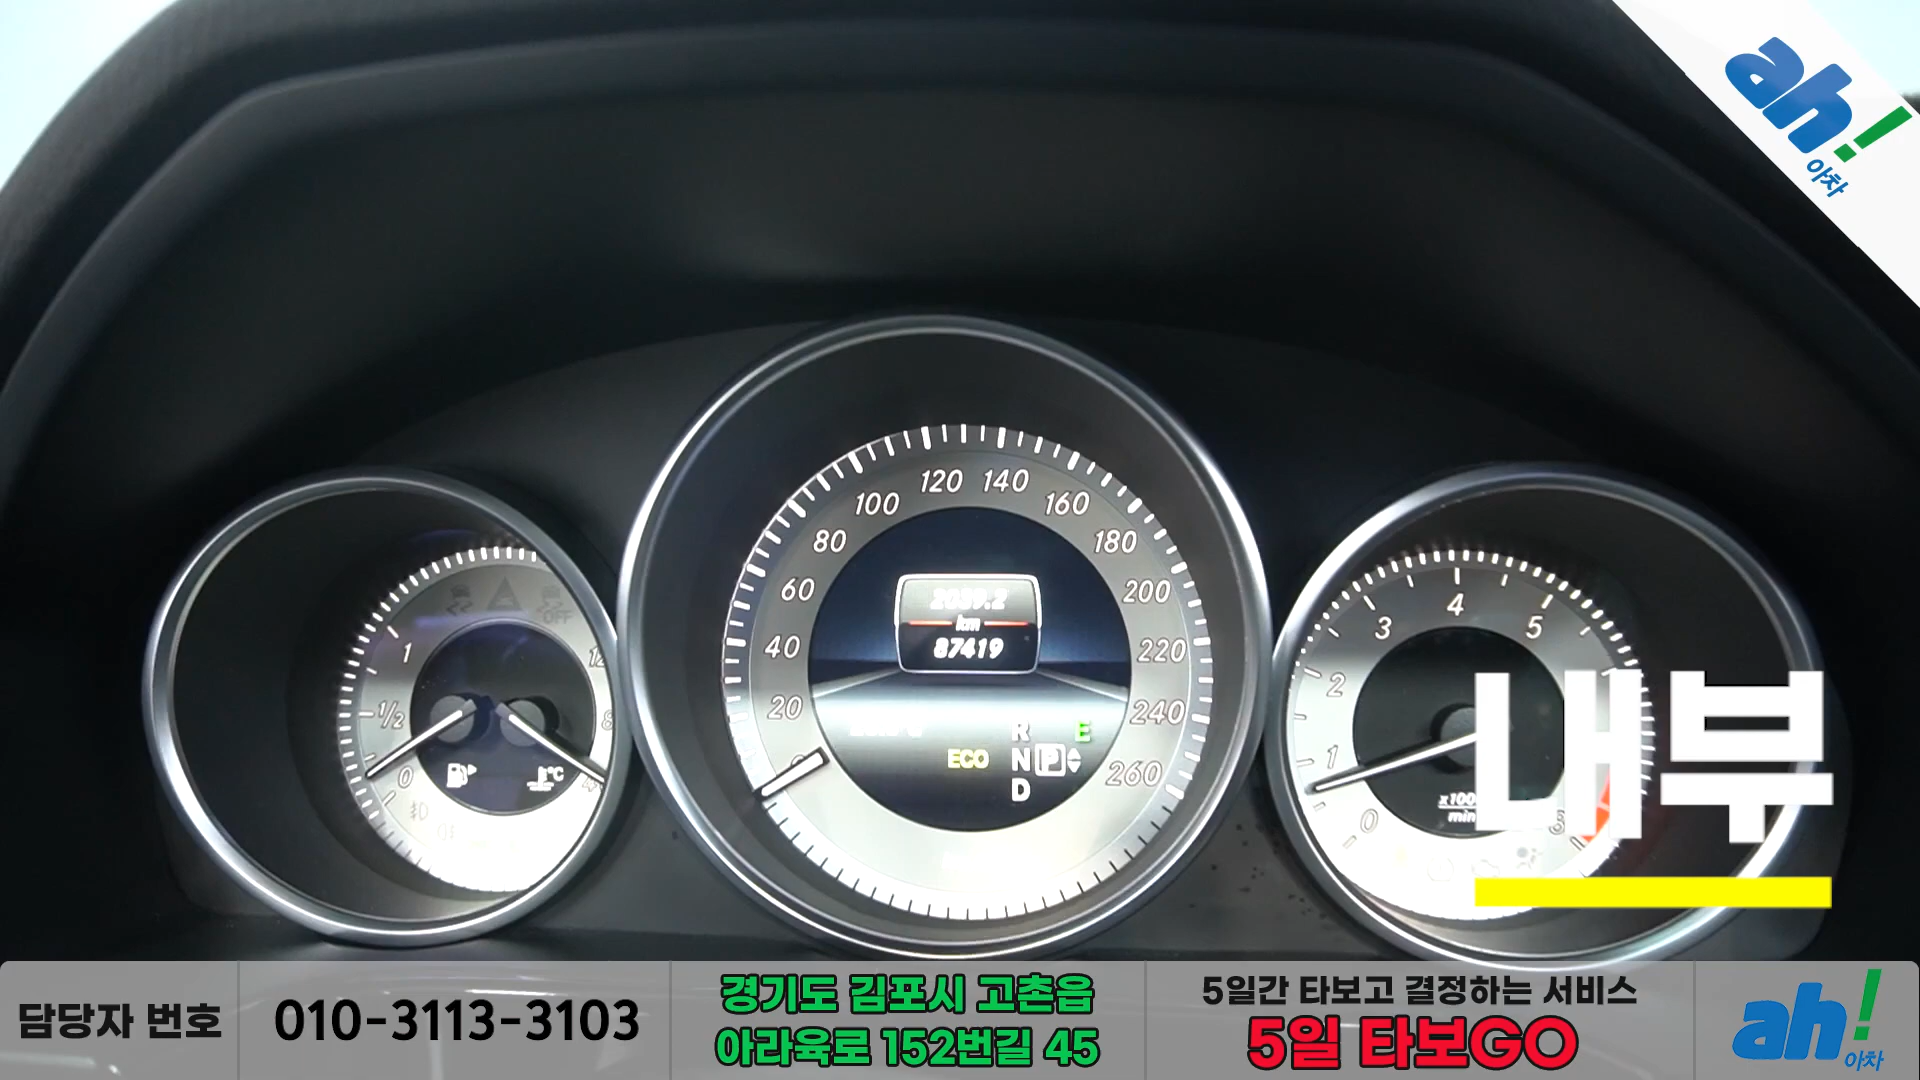 ah!
아차
120 140
100 160
80 180
60 200
40 220
20 240
260
2039.2
km
87419
R E
ECO N P
D
1
1/2
0
°C
OFF
4
3 5
2
1
0
내부
담당자 번호
010-3113-3103
경기도 김포시 고촌읍
아라육로 152번길 45
5일간 타보고 결정하는 서비스
5일 타보GO
ah!
아차